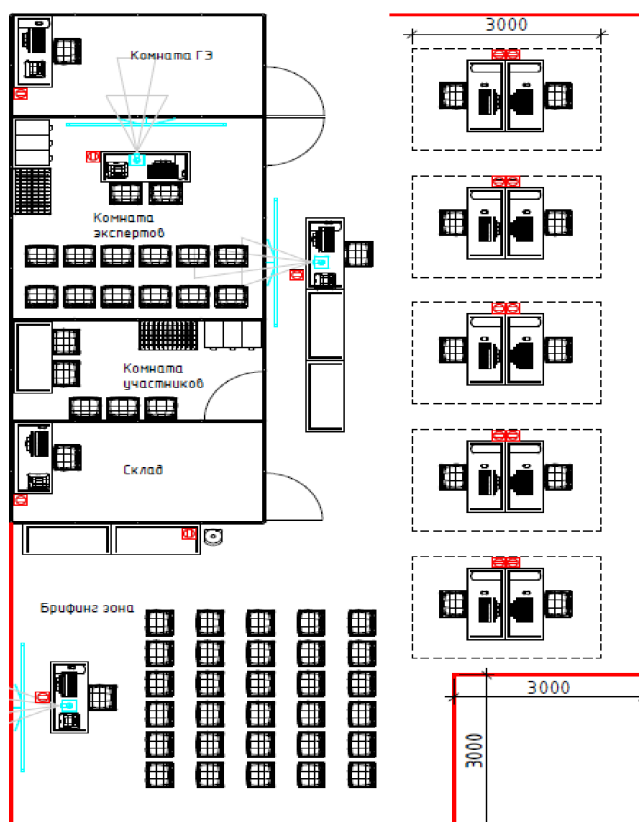 3000
Комната ГЭ
Комната
экспертов
Комната
участников
Склад
Брифинг зона
3000
3000